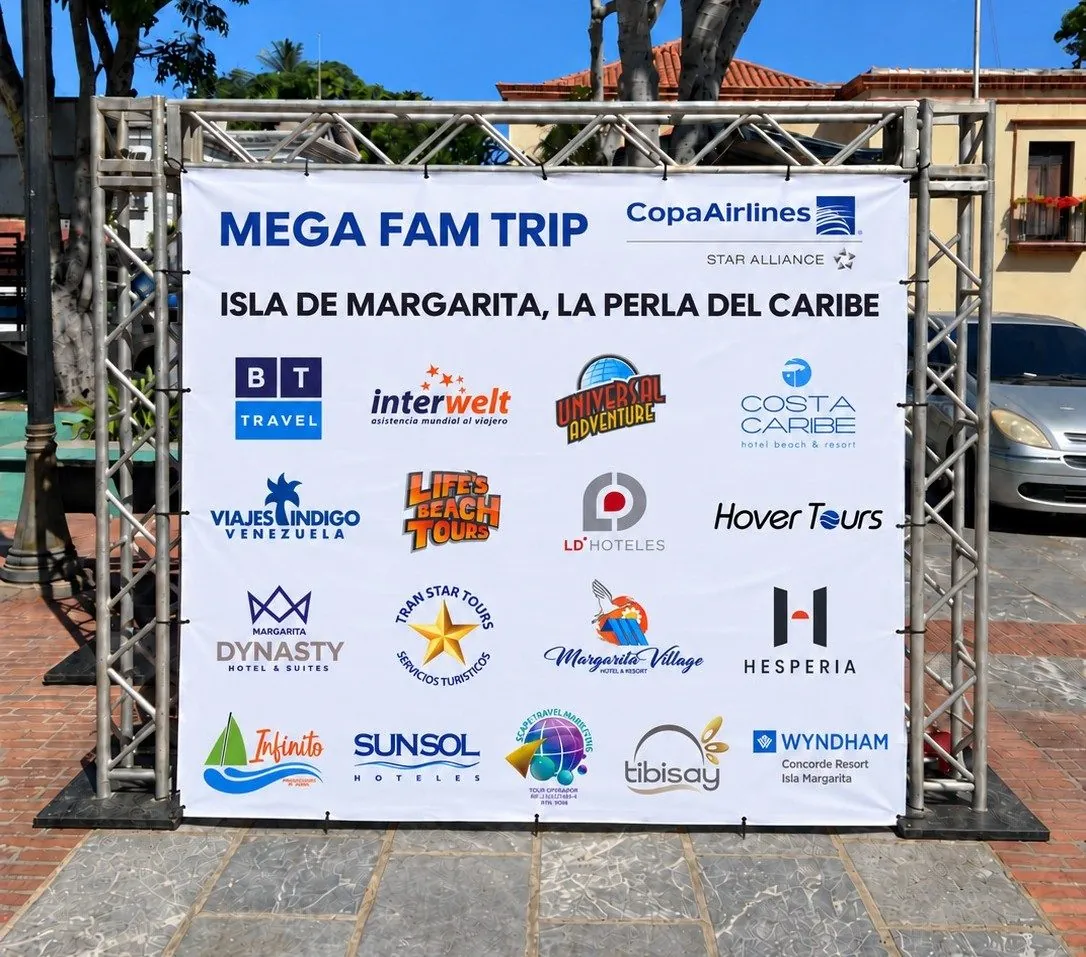 MEGA FAM TRIP
CopaAirlines
STAR ALLIANCE
ISLA DE MARGARITA, LA PERLA DEL CARIBE
BT
TRAVEL
interwelt
asistencia mundial al viajero
UNIVERSAL
ADVENTURE
COSTA
CARIBE
hotel beach & resort
VIAJES INDIGO
VENEZUELA
LIFE'S
BEACH
TOURS
LD HOTELES
Hover Tours
MARGARITA
DYNASTY
HOTEL & SUITES
TRAN STAR TOURS
SERVICIOS TURISTICOS
Margarita Village
HOTEL & RESORT
HESPERIA
Infinito
SUNSOL
HOTELES
TRAVEL MARKETING
TOUR OPERADOR
tibisay
WYNDHAM
Concorde Resort
Isla Margarita